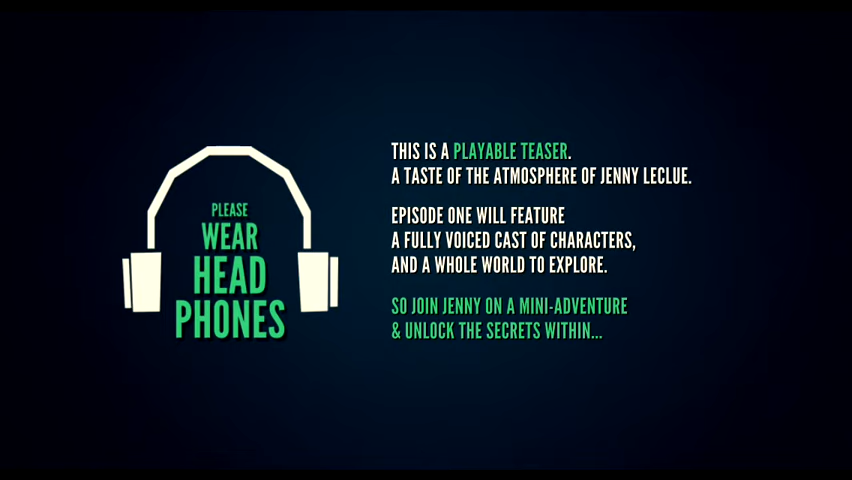 PLEASE
WEAR
HEAD
PHONES
THIS IS A PLAYABLE TEASER.
A TASTE OF THE ATMOSPHERE OF JENNY LECLUE.
EPISODE ONE WILL FEATURE
A FULLY VOICED CAST OF CHARACTERS,
AND A WHOLE WORLD TO EXPLORE.
SO JOIN JENNY ON A MINI-ADVENTURE
& UNLOCK THE SECRETS WITHIN...